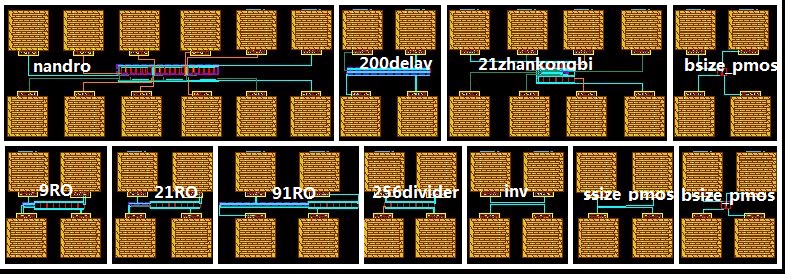 nandro
200delay
21zhankongbi
bsize_pmos
9RO
21RO
91RO
256divider
inv
ssize_pmos
bsize_pmos